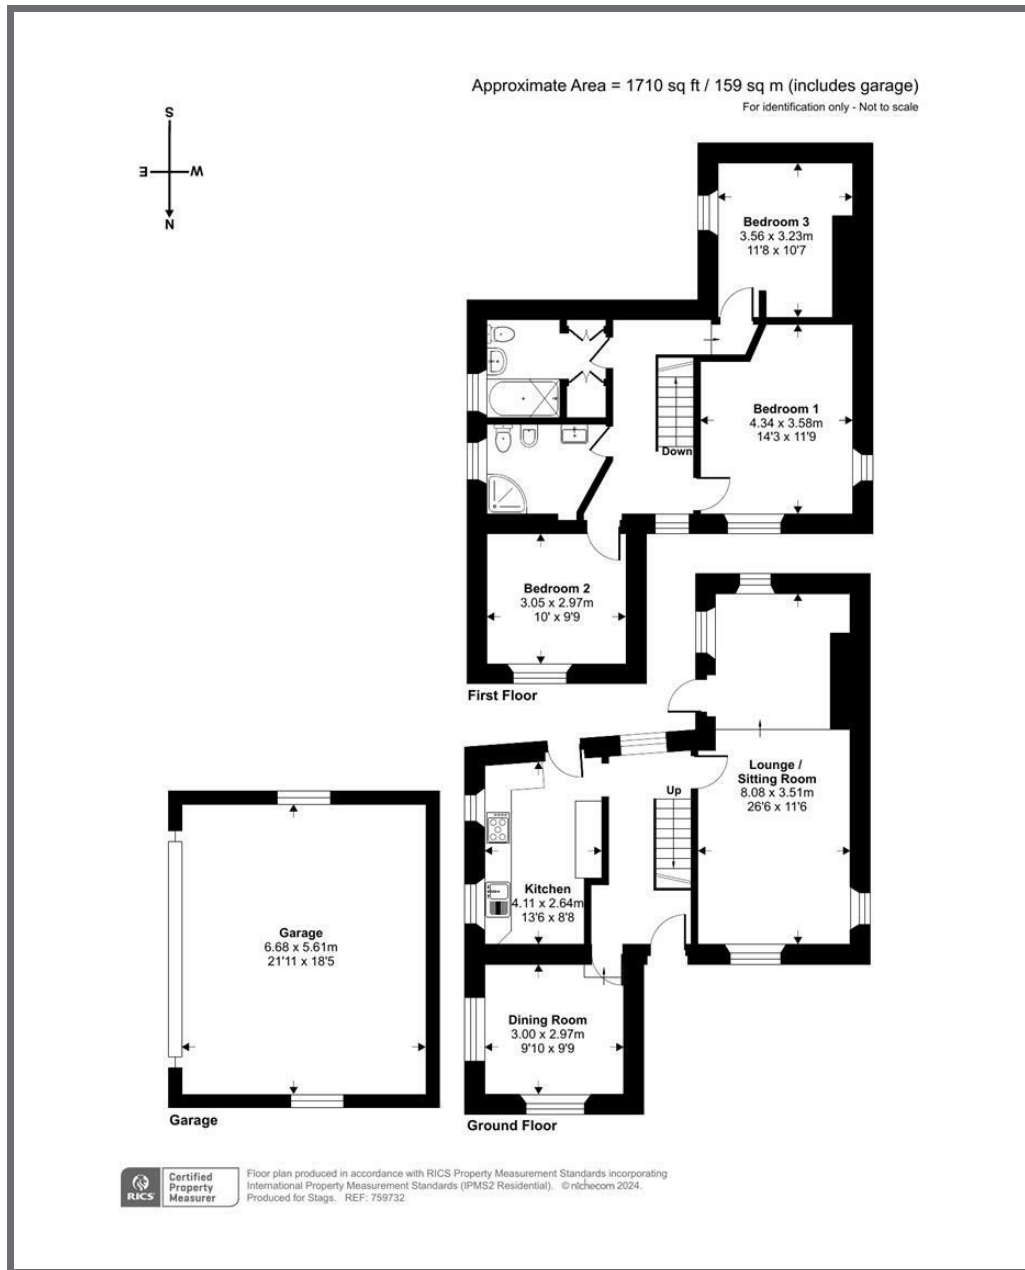 Approximate Area = 1710 sq ft / 159 sq m (includes garage)
For identification only - Not to scale
S
E
W
N
Bedroom 3
3.56 x 3.23m
11'8 x 10'7
Bedroom 1
4.34 x 3.58m
14'3 x 11'9
Down
Bedroom 2
3.05 x 2.97m
10' x 9'9
First Floor
Lounge /
Sitting Room
8.08 x 3.51m
26'6 x 11'6
Up
Kitchen
4.11 x 2.64m
13'6 x 8'8
Garage
6.68 x 5.61m
21'11 x 18'5
Dining Room
3.00 x 2.97m
9'10 x 9'9
Garage
Ground Floor
RICS
Certified
Property
Measurer
Floor plan produced in accordance with RICS Property Measurement Standards incorporating
International Property Measurement Standards (IPMS2 Residential). © nichecom 2024.
Produced for Stags. REF: 759732